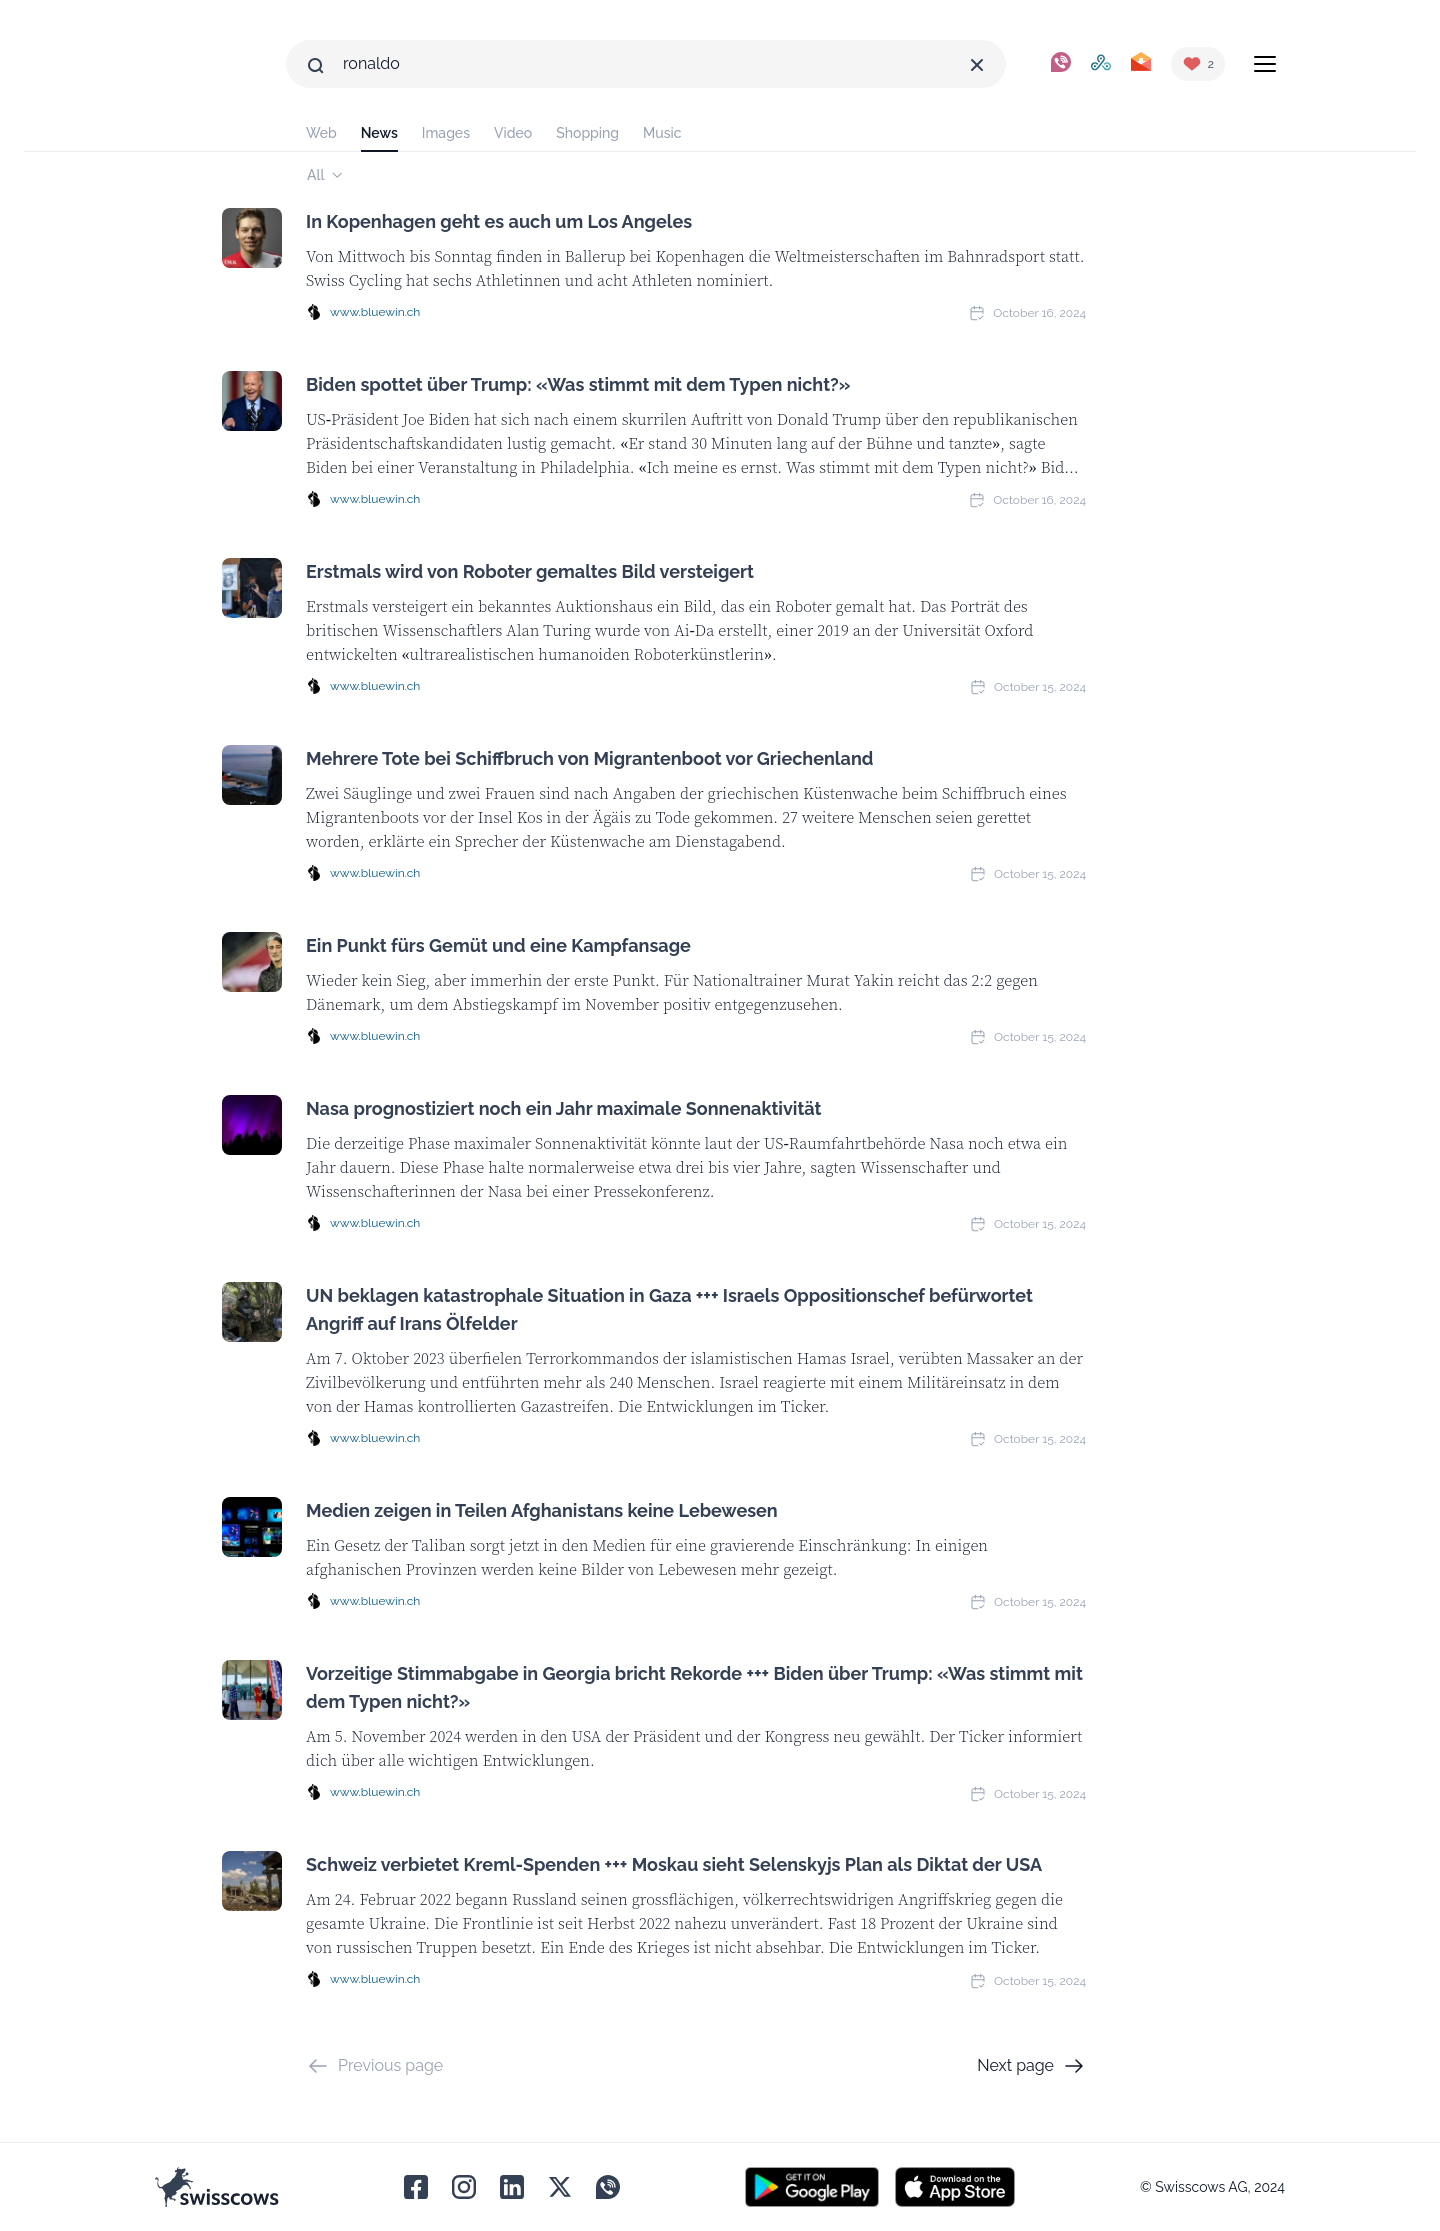 ronaldo
2
Web News Images Video Shopping Music
All
In Kopenhagen geht es auch um Los Angeles
Von Mittwoch bis Sonntag finden in Ballerup bei Kopenhagen die Weltmeisterschaften im Bahnradsport statt.
Swiss Cycling hat sechs Athletinnen und acht Athleten nominiert.
www.bluewin.ch October 16, 2024
Biden spottet über Trump: «Was stimmt mit dem Typen nicht?»
US-Präsident Joe Biden hat sich nach einem skurrilen Auftritt von Donald Trump über den republikanischen
Präsidentschaftskandidaten lustig gemacht. «Er stand 30 Minuten lang auf der Bühne und tanzte», sagte
Biden bei einer Veranstaltung in Philadelphia. «Ich meine es ernst. Was stimmt mit dem Typen nicht?» Bid...
www.bluewin.ch October 16, 2024
Erstmals wird von Roboter gemaltes Bild versteigert
Erstmals versteigert ein bekanntes Auktionshaus ein Bild, das ein Roboter gemalt hat. Das Porträt des
britischen Wissenschaftlers Alan Turing wurde von Ai-Da erstellt, einer 2019 an der Universität Oxford
entwickelten «ultrarealistischen humanoiden Roboterkünstlerin».
www.bluewin.ch October 15, 2024
Mehrere Tote bei Schiffbruch von Migrantenboot vor Griechenland
Zwei Säuglinge und zwei Frauen sind nach Angaben der griechischen Küstenwache beim Schiffbruch eines
Migrantenboots vor der Insel Kos in der Ägäis zu Tode gekommen. 27 weitere Menschen seien gerettet
worden, erklärte ein Sprecher der Küstenwache am Dienstagabend.
www.bluewin.ch October 15, 2024
Ein Punkt fürs Gemüt und eine Kampfansage
Wieder kein Sieg, aber immerhin der erste Punkt. Für Nationaltrainer Murat Yakin reicht das 2:2 gegen
Dänemark, um dem Abstiegskampf im November positiv entgegenzusehen.
www.bluewin.ch October 15, 2024
Nasa prognostiziert noch ein Jahr maximale Sonnenaktivität
Die derzeitige Phase maximaler Sonnenaktivität könnte laut der US-Raumfahrtbehörde Nasa noch etwa ein
Jahr dauern. Diese Phase halte normalerweise etwa drei bis vier Jahre, sagten Wissenschafter und
Wissenschafterinnen der Nasa bei einer Pressekonferenz.
www.bluewin.ch October 15, 2024
UN beklagen katastrophale Situation in Gaza +++ Israels Oppositionschef befürwortet
Angriff auf Irans Ölfelder
Am 7. Oktober 2023 überfielen Terrorkommandos der islamistischen Hamas Israel, verübten Massaker an der
Zivilbevölkerung und entführten mehr als 240 Menschen. Israel reagierte mit einem Militäreinsatz in dem
von der Hamas kontrollierten Gazastreifen. Die Entwicklungen im Ticker.
www.bluewin.ch October 15, 2024
Medien zeigen in Teilen Afghanistans keine Lebewesen
Ein Gesetz der Taliban sorgt jetzt in den Medien für eine gravierende Einschränkung: In einigen
afghanischen Provinzen werden keine Bilder von Lebewesen mehr gezeigt.
www.bluewin.ch October 15, 2024
Vorzeitige Stimmabgabe in Georgia bricht Rekorde +++ Biden über Trump: «Was stimmt mit
dem Typen nicht?»
Am 5. November 2024 werden in den USA der Präsident und der Kongress neu gewählt. Der Ticker informiert
dich über alle wichtigen Entwicklungen.
www.bluewin.ch October 15, 2024
Schweiz verbietet Kreml-Spenden +++ Moskau sieht Selenskyjs Plan als Diktat der USA
Am 24. Februar 2022 begann Russland seinen grossflächigen, völkerrechtswidrigen Angriffskrieg gegen die
gesamte Ukraine. Die Frontlinie ist seit Herbst 2022 nahezu unverändert. Fast 18 Prozent der Ukraine sind
von russischen Truppen besetzt. Ein Ende des Krieges ist nicht absehbar. Die Entwicklungen im Ticker.
www.bluewin.ch October 15, 2024
Previous page Next page
swisscows GET IT ON Google Play Download on the App Store © Swisscows AG, 2024